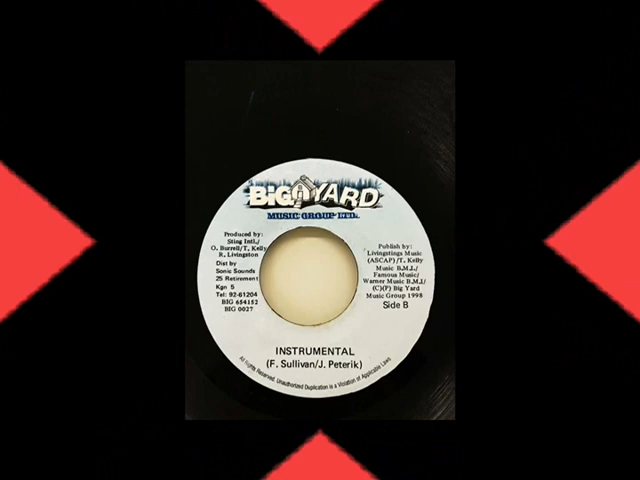 BIG YARD
MUSIC GROUP LTD.
Produced by:
Sting Intl./
O. Burrell/T. Kelly
R. Livingston
Dist by
Sonic Sounds
25 Retirement
Kgn 5
Tel: 92-61204
BIG 654152
BIG 0027
Publish by:
Livingstings Music
(ASCAP)/T. Kelly
Music B.M.I./
Famous Music/
Warner Music B.M.I/
(C)(P) Big Yard
Music Group 1998
Side B
INSTRUMENTAL
(F. Sullivan/J. Peterik)
All Rights Reserved. Unauthorized Duplication is a Violation of Applicable Laws